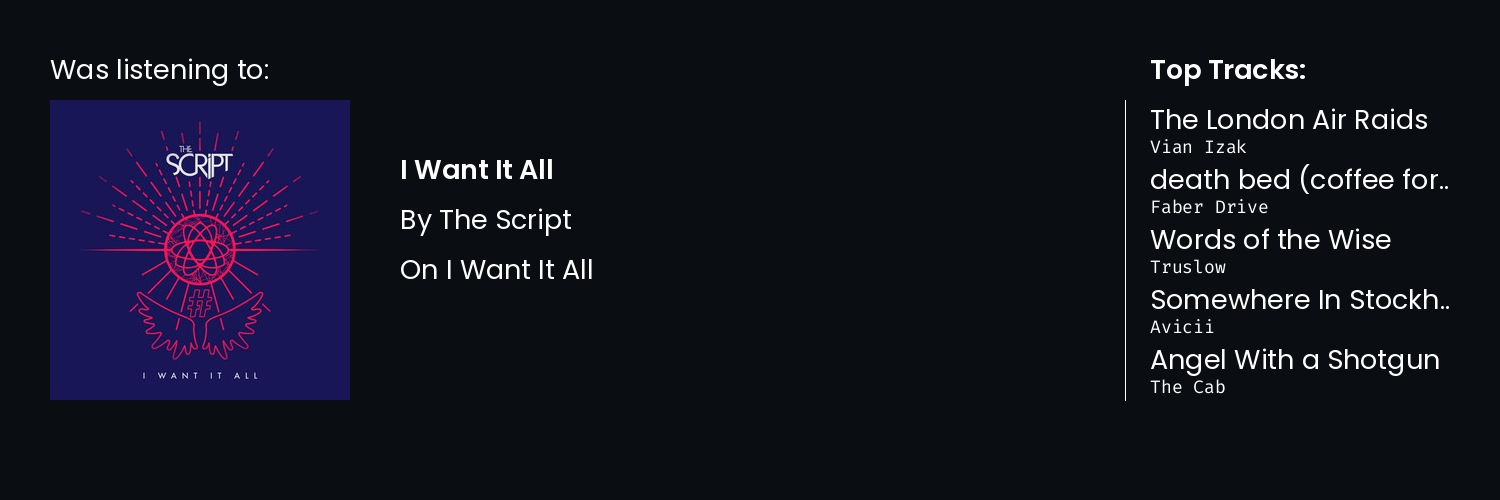 Was listening to:
THE
SCRIPT
#
I WANT IT ALL
I Want It All
By The Script
On I Want It All
Top Tracks:
The London Air Raids
Vian Izak
death bed (coffee for..
Faber Drive
Words of the Wise
Truslow
Somewhere In Stockh..
Avicii
Angel With a Shotgun
The Cab